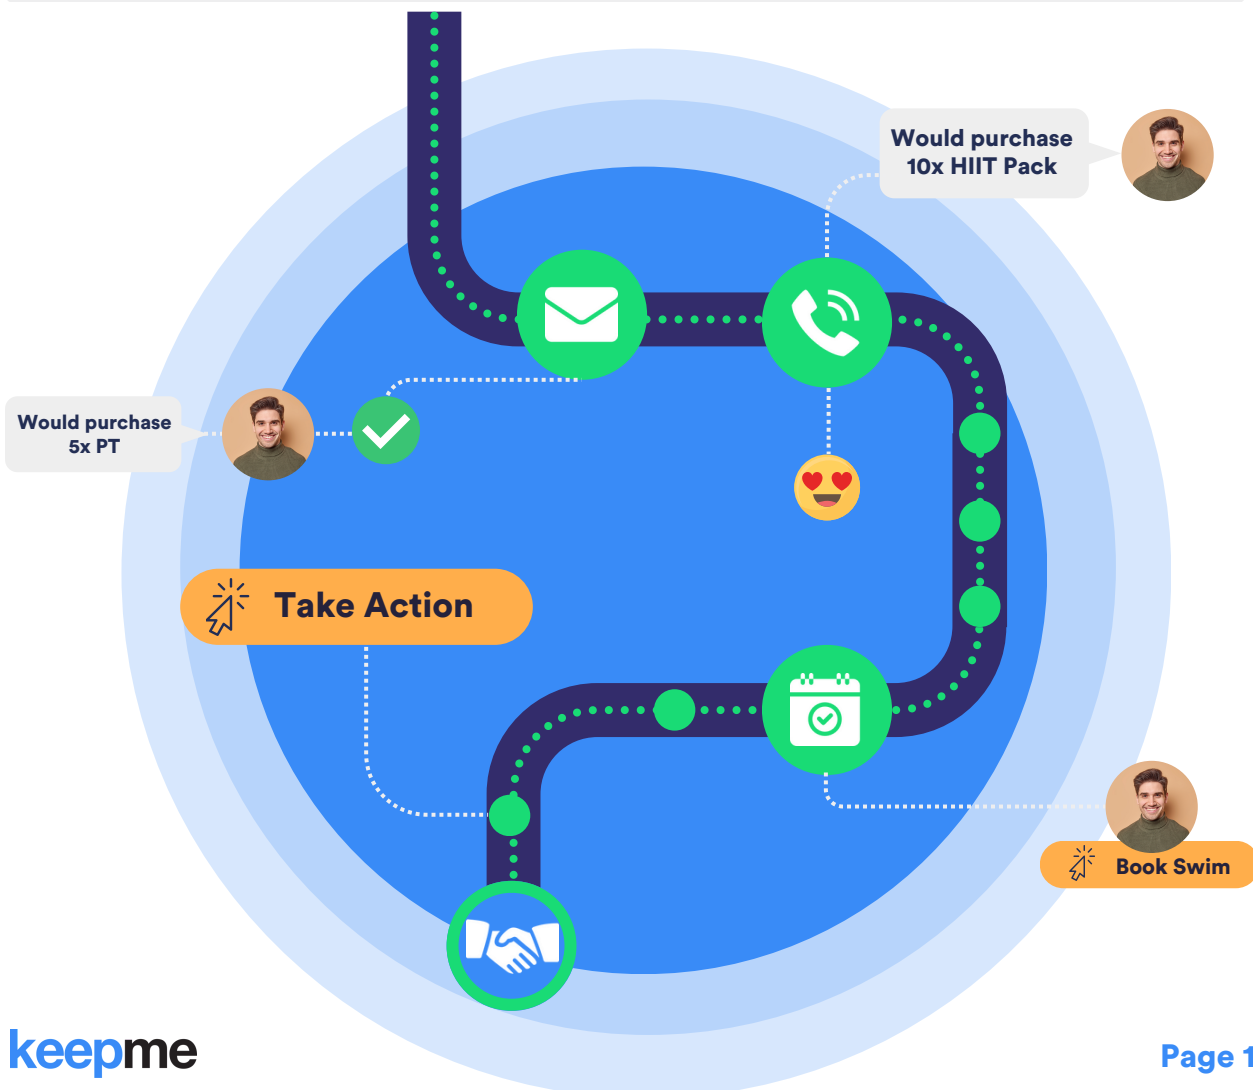 Would purchase
10x HIIT Pack
Would purchase
5x PT
Take Action
Book Swim
keepme
Page 1